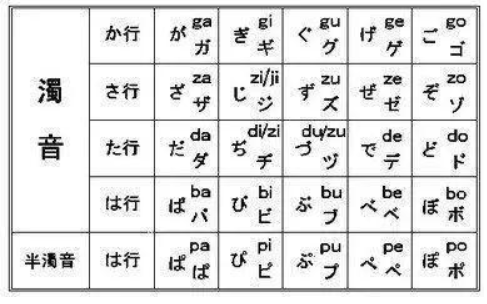 濁音
か行 が ga ガ ぎ gi ギ ぐ gu グ げ ge ゲ ご go ゴ
さ行 ざ za ザ じ zi/ji ジ ず zu ズ ぜ ze ゼ ぞ zo ゾ
た行 だ da ダ ぢ di/zi ヂ づ du/zu ヅ で de デ ど do ド
は行 ば ba バ び bi ビ ぶ bu ブ べ be ベ ぼ bo ボ
半濁音 は行 ぱ pa ぱ ぴ pi ピ ぷ pu プ ぺ pe ペ ぽ po ポ